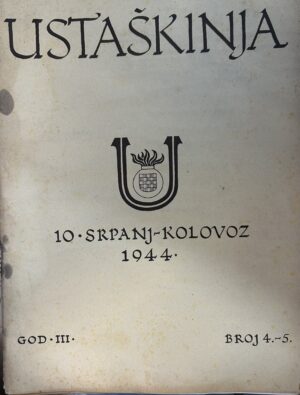 USTAŠKINJA
U
10·SRPANJ-KOLOVOZ
1944·
GOD·III· BROJ 4.-5.